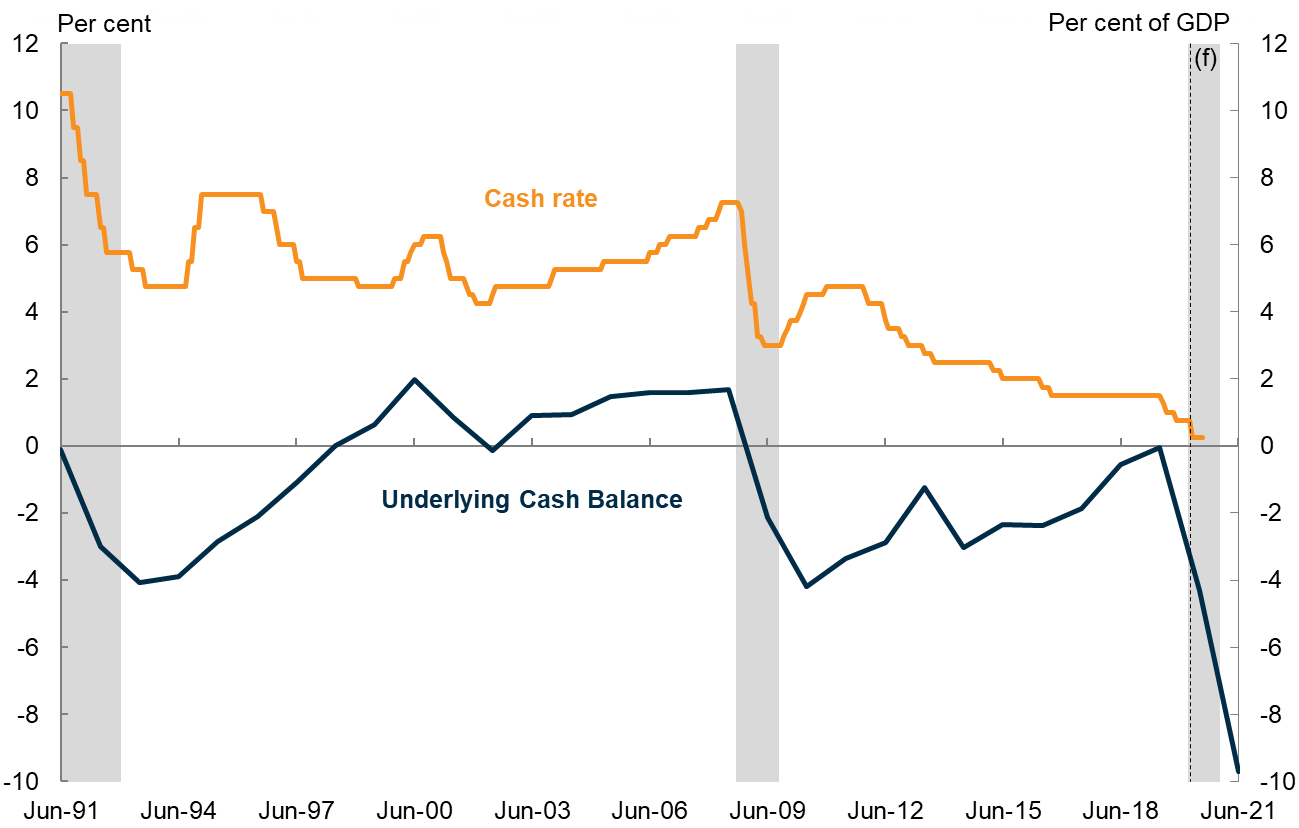 Per cent
Per cent of GDP
12
12
(f)
10
10
8
8
Cash rate
6
6
4
4
2
2
0
0
Underlying Cash Balance
-2
-2
-4
-4
-6
-6
-8
-8
-10
-10
Jun-91
Jun-94
Jun-97
Jun-00
Jun-03
Jun-06
Jun-09
Jun-12
Jun-15
Jun-18
Jun-21